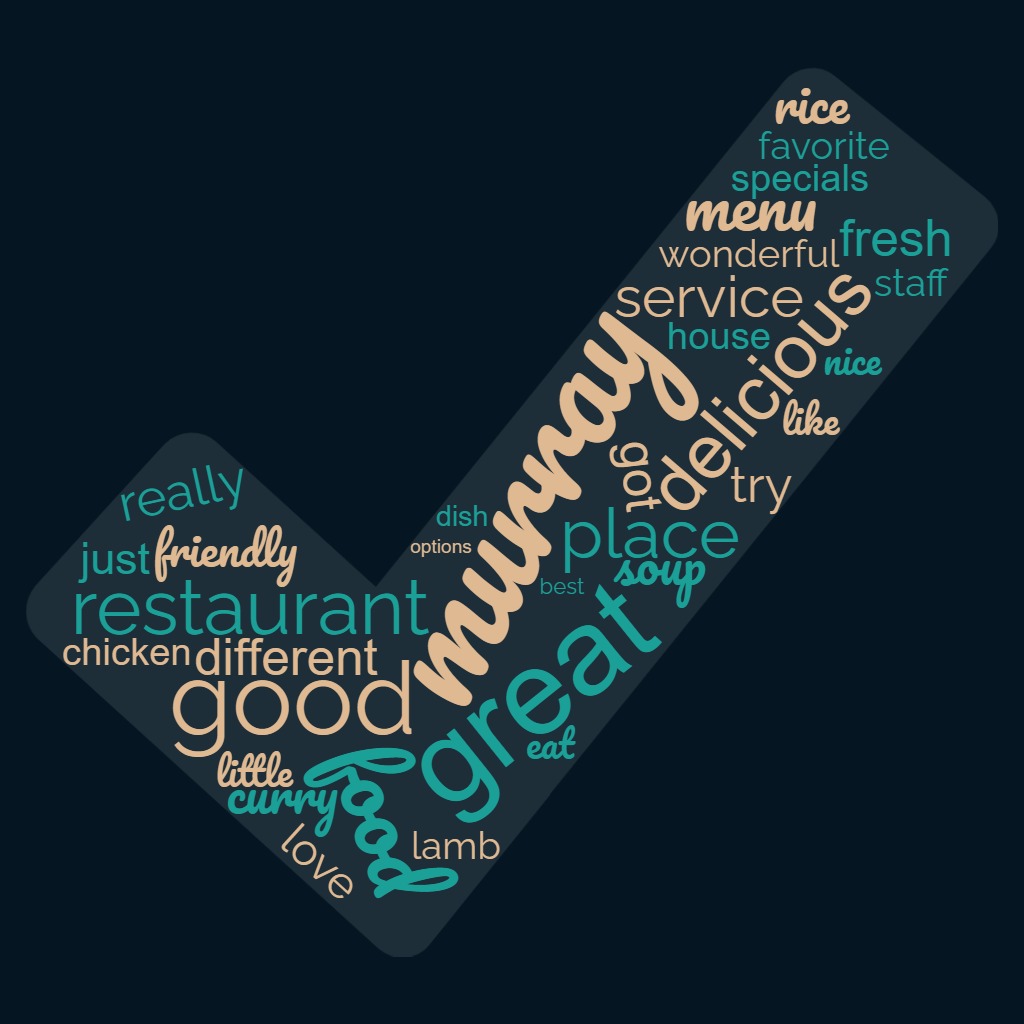 rice
favorite
specials
menu
fresh
wonderful
staff
service
house
delicious
nice
murray
like
got
try
really
dish
place
options
just
friendly
soup
best
restaurant
great
chicken
different
good
eat
little
food
curry
love
lamb